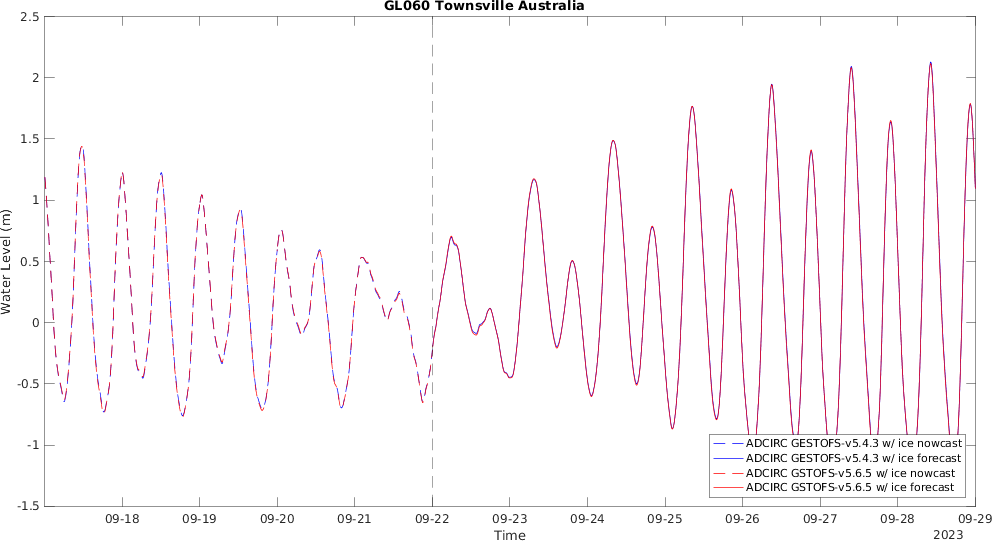 GL060 Townsville Australia
2.5
2
1.5
1
0.5
0
-0.5
-1
-1.5
Water Level (m)
ADCIRC GESTOFS-v5.4.3 w/ ice nowcast
ADCIRC GESTOFS-v5.4.3 w/ ice forecast
ADCIRC GSTOFS-v5.6.5 w/ ice nowcast
ADCIRC GSTOFS-v5.6.5 w/ ice forecast
09-18 09-19 09-20 09-21 09-22 09-23 09-24 09-25 09-26 09-27 09-28 09-29
Time
2023